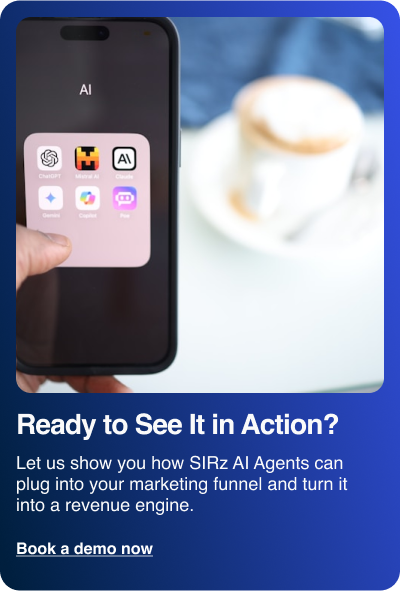 AI
ChatGPT Mistral AI Claude
Gemini Copilot Poe
Ready to See It in Action?
Let us show you how SIRz AI Agents can
plug into your marketing funnel and turn it
into a revenue engine.
Book a demo now